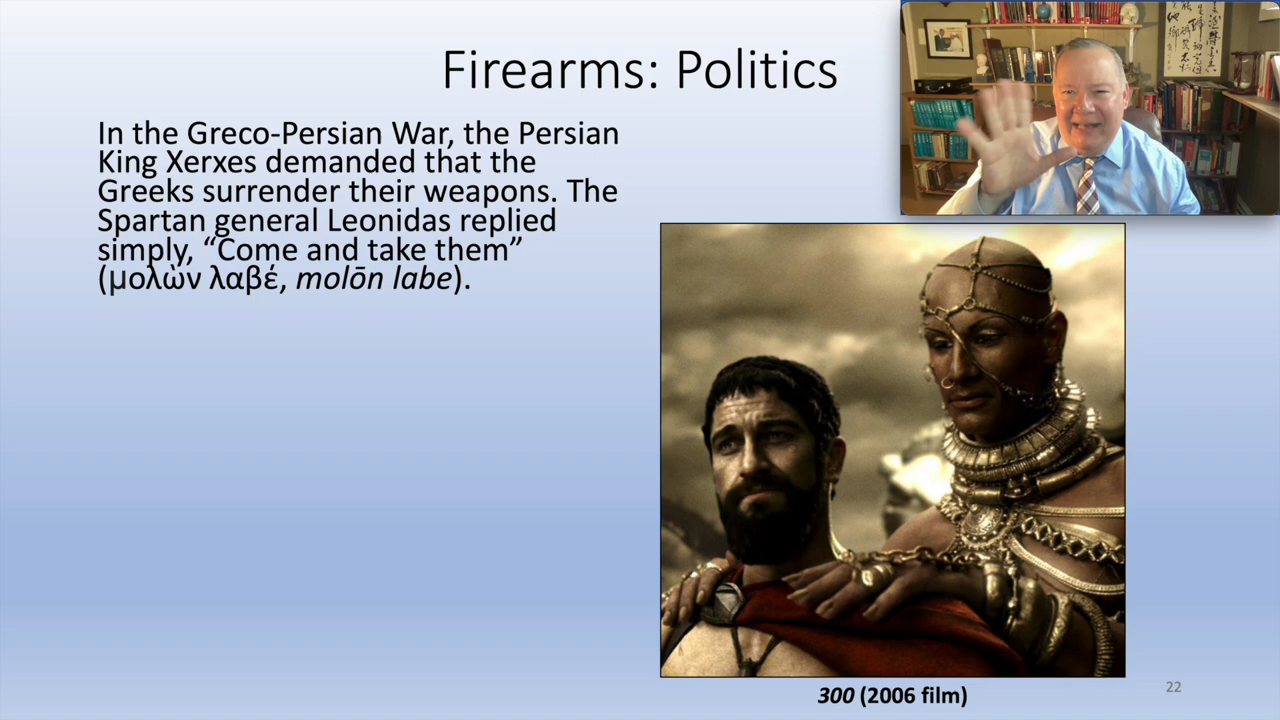 Firearms: Politics
In the Greco-Persian War, the Persian
King Xerxes demanded that the
Greeks surrender their weapons. The
Spartan general Leonidas replied
simply, “Come and take them”
(μολὼν λαβέ, molōn labe).
300 (2006 film)
22